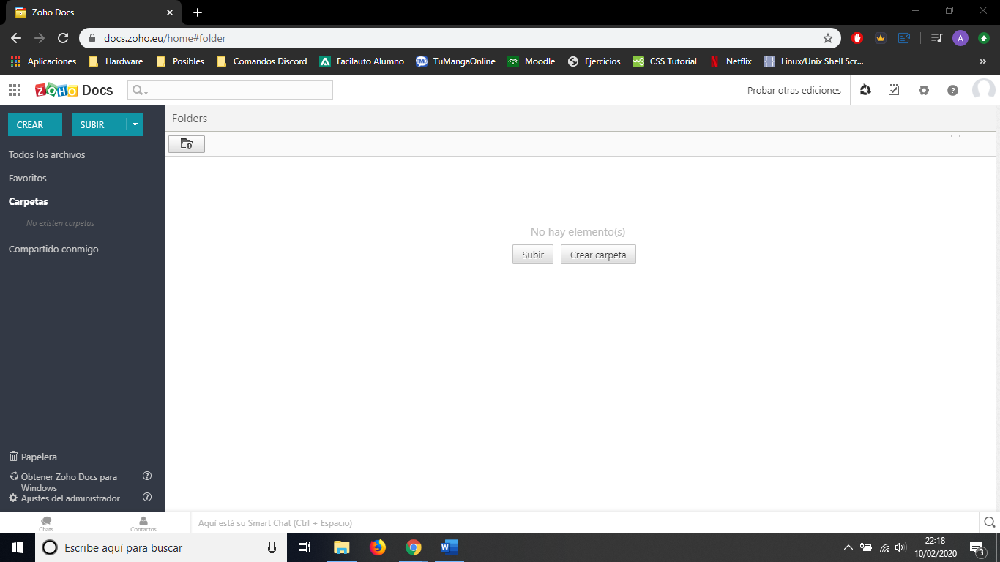 Zoho Docs
docs.zoho.eu/home#folder
A
Aplicaciones Hardware Posibles Comandos Discord Facilauto Alumno TuMangaOnline Moodle Ejercicios CSS Tutorial Netflix Linux/Unix Shell Scr... »
ZOHO Docs
Probar otras ediciones
CREAR SUBIR
Folders
Todos los archivos
Favoritos
Carpetas
No existen carpetas
Compartido conmigo
No hay elemento(s)
Subir Crear carpeta
Papelera
Obtener Zoho Docs para
Windows
Ajustes del administrador
Chats Contactos
Aquí está su Smart Chat (Ctrl + Espacio)
Escribe aquí para buscar
22:18
10/02/2020
3